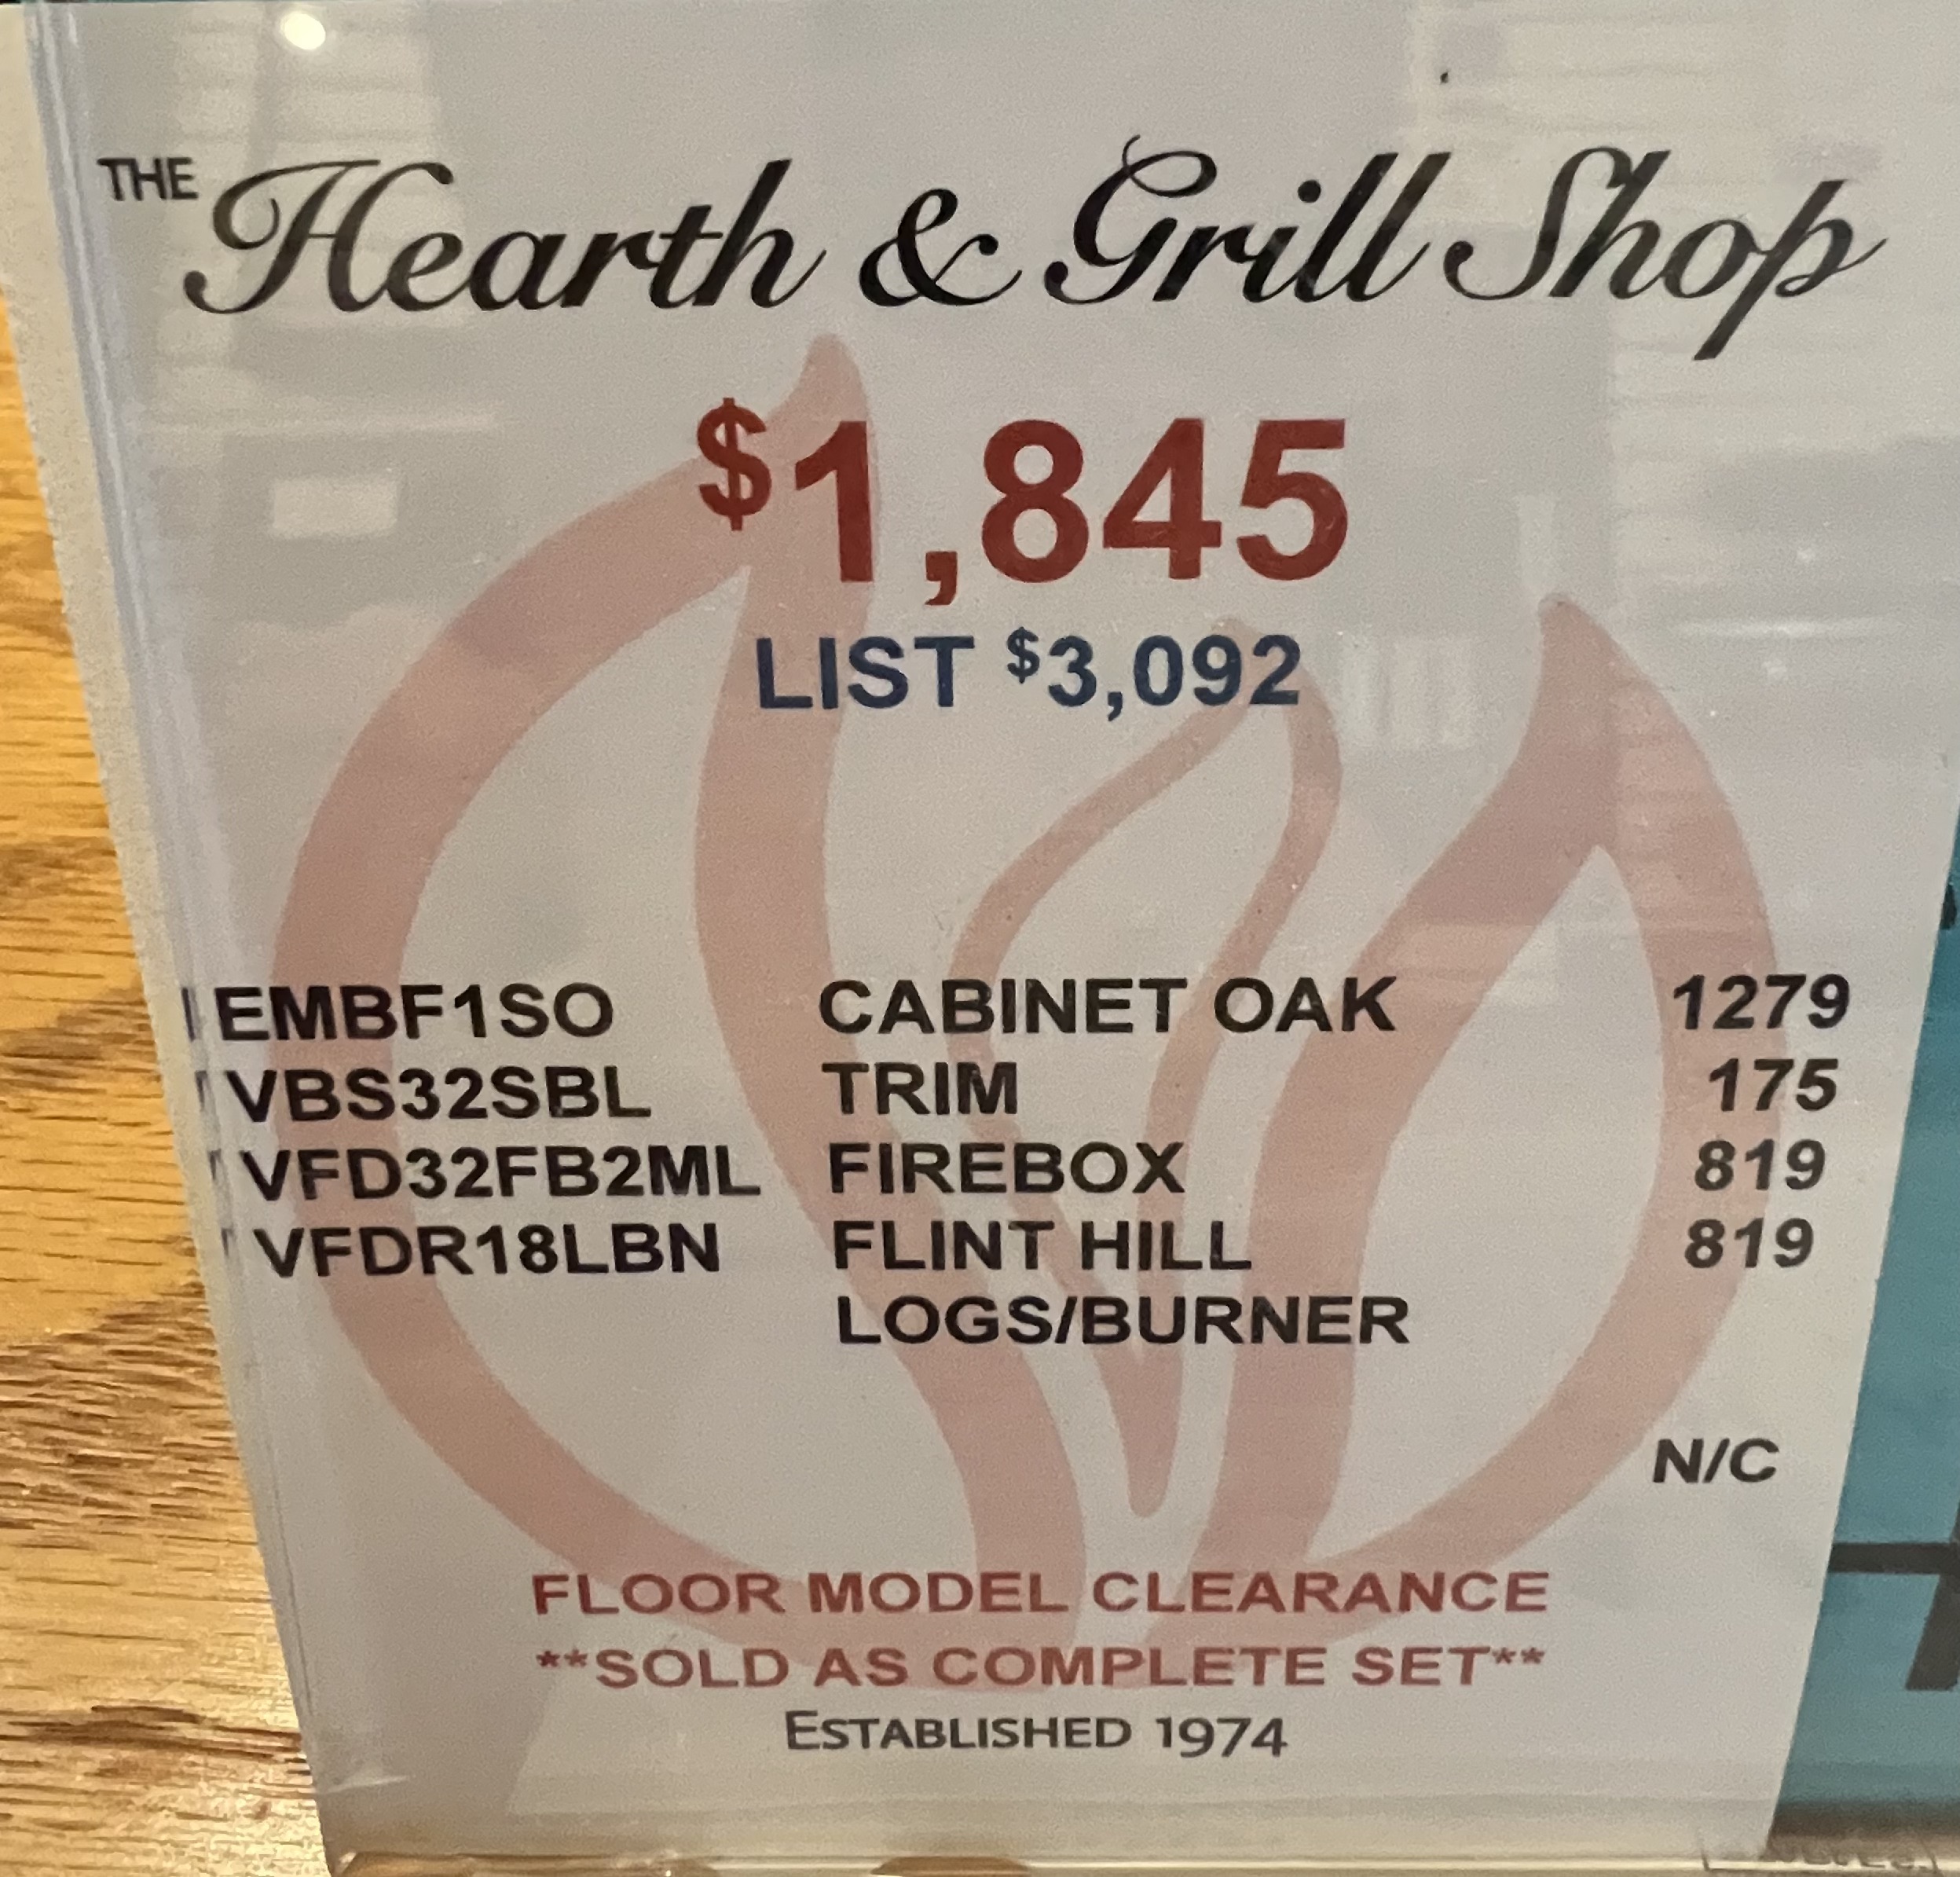 THE Hearth & Grill Shop
$1,845
LIST $3,092
EMBF1SO CABINET OAK 1279
VBS32SBL TRIM 175
VFD32FB2ML FIREBOX 819
VFDR18LBN FLINT HILL 819
LOGS/BURNER
N/C
FLOOR MODEL CLEARANCE
**SOLD AS COMPLETE SET**
ESTABLISHED 1974